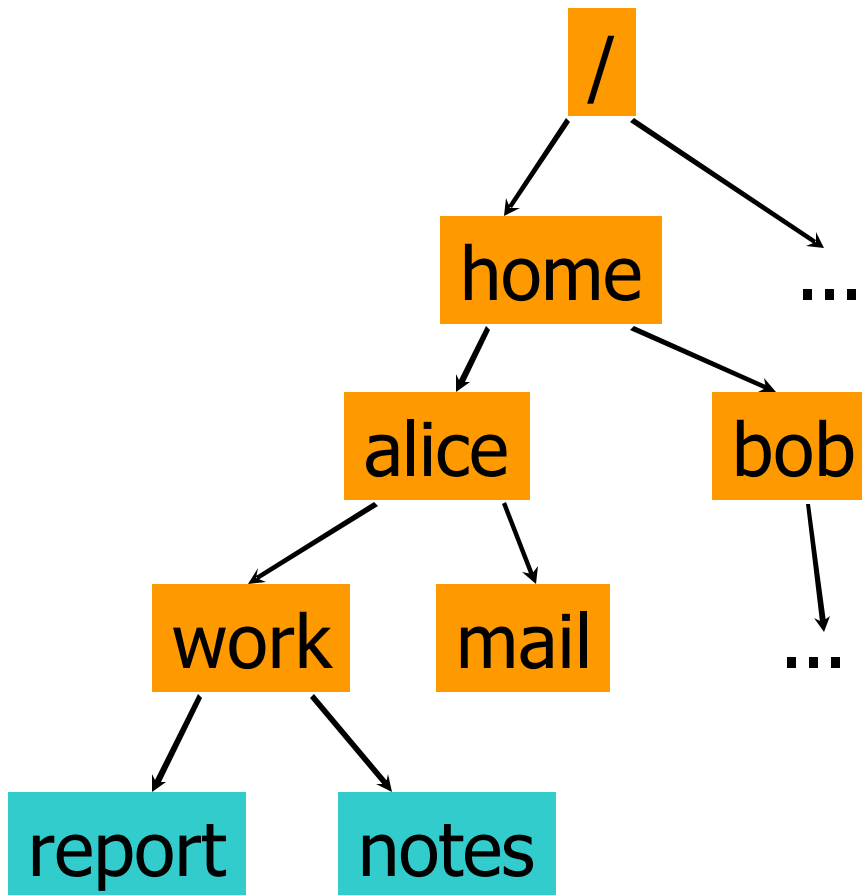 /
home
...
alice
bob
work
mail
...
report
notes